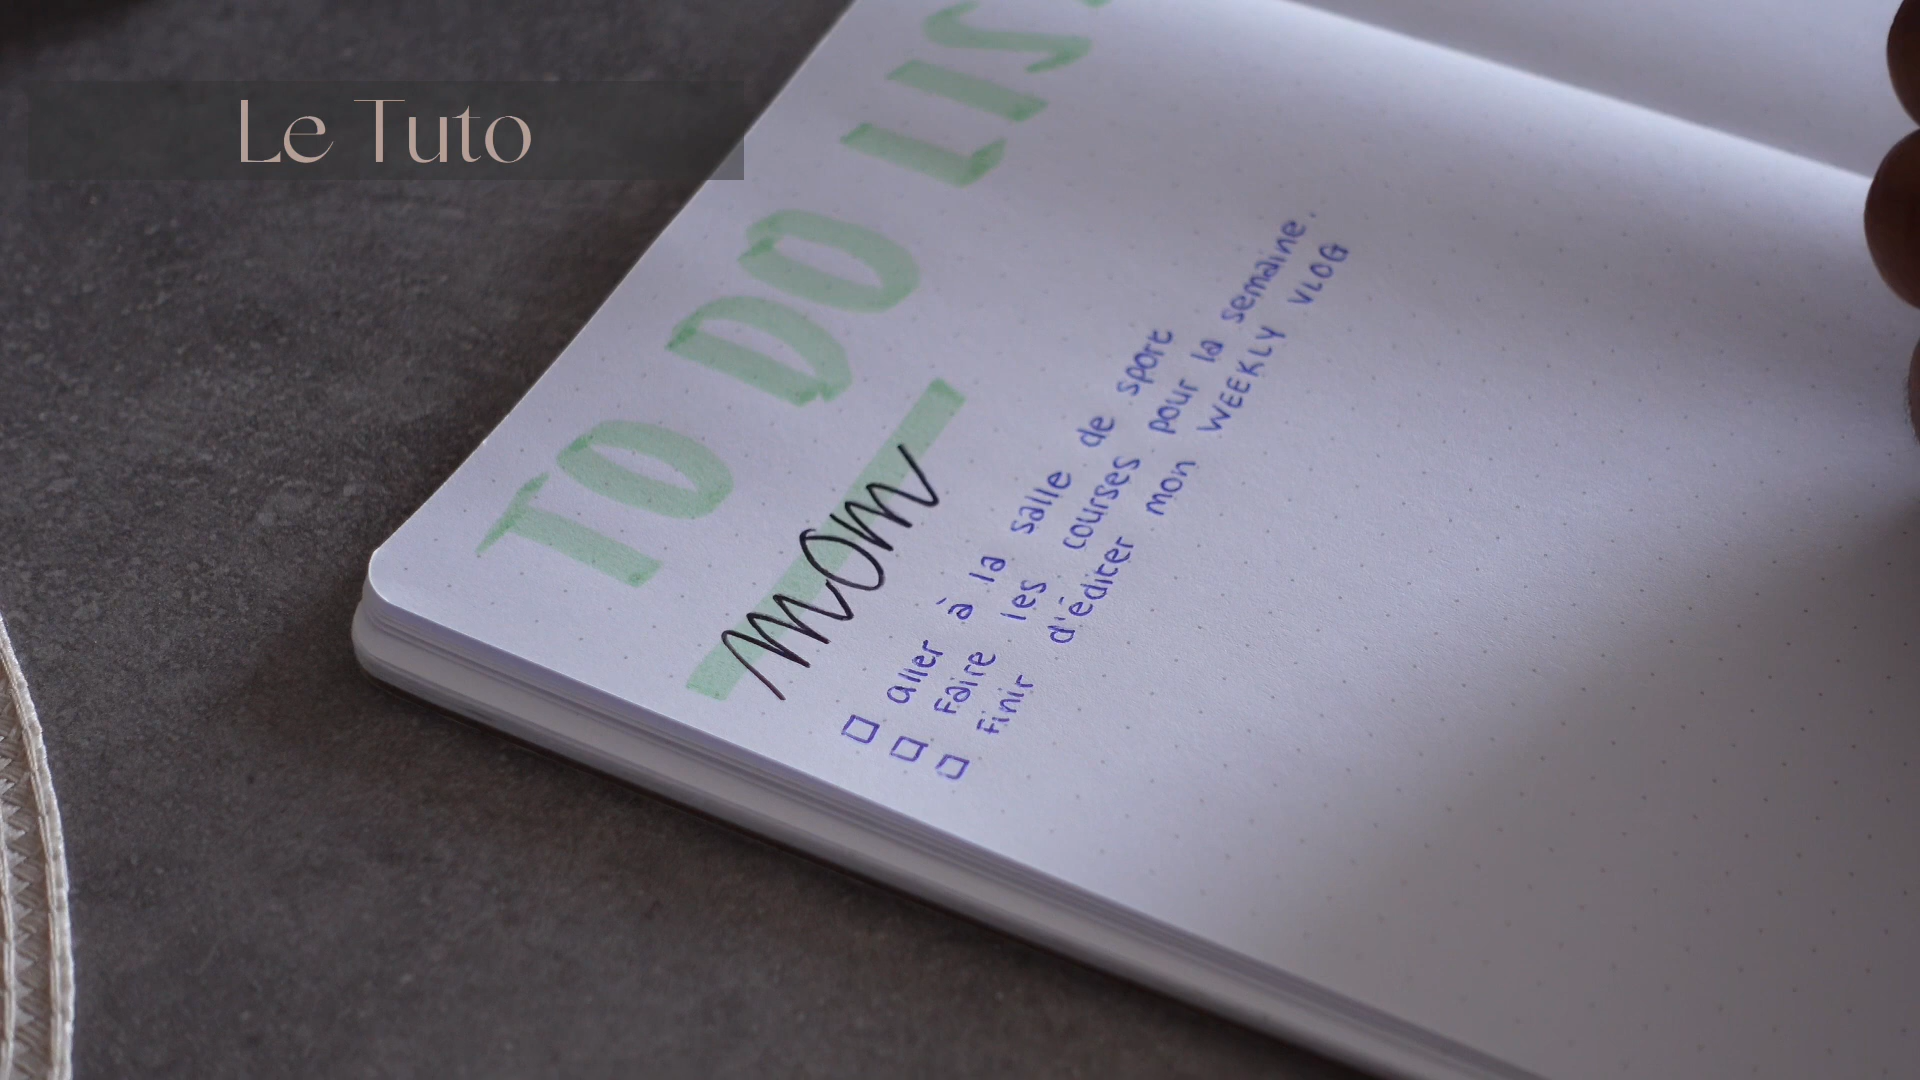 Le Tuto
TO DO LIS
mom
aller à la salle de sport
Faire les courses pour la semaine.
Finir d'éditer mon WEEKLY VLOG